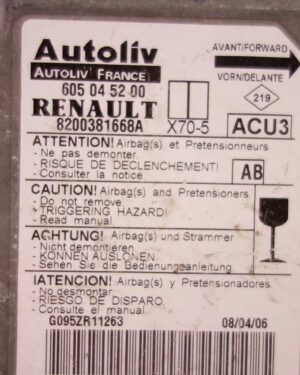 Autoliv
AVANT/FORWARD
AUTOLIV FRANCE
VORN/DELANTE
605 04 52 00
219
RENAULT
8200381668A
X70-5
ACU3
ATTENTION! Airbag(s) et Pretensionneurs
- Ne pas demonter.
- RISQUE DE DECLENCHEMENT!
- Consulter la notice.
AB
CAUTION! Airbag(s) and Pretensioners
- Do not remove.
- TRIGGERING HAZARD!
- Read manual.
ACHTUNG! Airbag(s) und Strammer
- Nicht demontieren.
- KONNEN AUSLONEN.
- Sehen Sie die Bedienungsanleitung.
IATENCION! Airbag(s) y Pretensionadores
- No desmontar.
- RIESGO DE DISPARO.
- Consulte el manual.
G095ZR11263
08/04/06